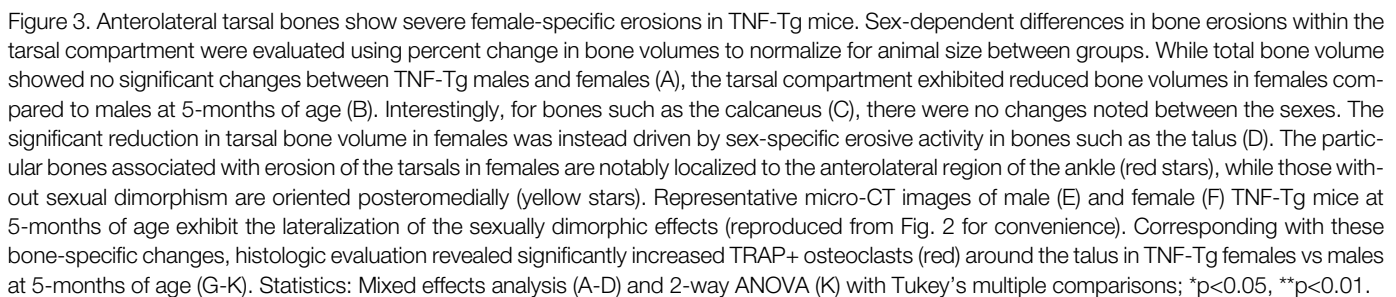 Figure 3. Anterolateral tarsal bones show severe female-specific erosions in TNF-Tg mice. Sex-dependent differences in bone erosions within the
tarsal compartment were evaluated using percent change in bone volumes to normalize for animal size between groups. While total bone volume
showed no significant changes between TNF-Tg males and females (A), the tarsal compartment exhibited reduced bone volumes in females com-
pared to males at 5-months of age (B). Interestingly, for bones such as the calcaneus (C), there were no changes noted between the sexes. The
significant reduction in tarsal bone volume in females was instead driven by sex-specific erosive activity in bones such as the talus (D). The partic-
ular bones associated with erosion of the tarsals in females are notably localized to the anterolateral region of the ankle (red stars), while those with-
out sexual dimorphism are oriented posteromedially (yellow stars). Representative micro-CT images of male (E) and female (F) TNF-Tg mice at
5-months of age exhibit the lateralization of the sexually dimorphic effects (reproduced from Fig. 2 for convenience). Corresponding with these
bone-specific changes, histologic evaluation revealed significantly increased TRAP+ osteoclasts (red) around the talus in TNF-Tg females vs males
at 5-months of age (G-K). Statistics: Mixed effects analysis (A-D) and 2-way ANOVA (K) with Tukey's multiple comparisons; *p<0.05, **p<0.01.